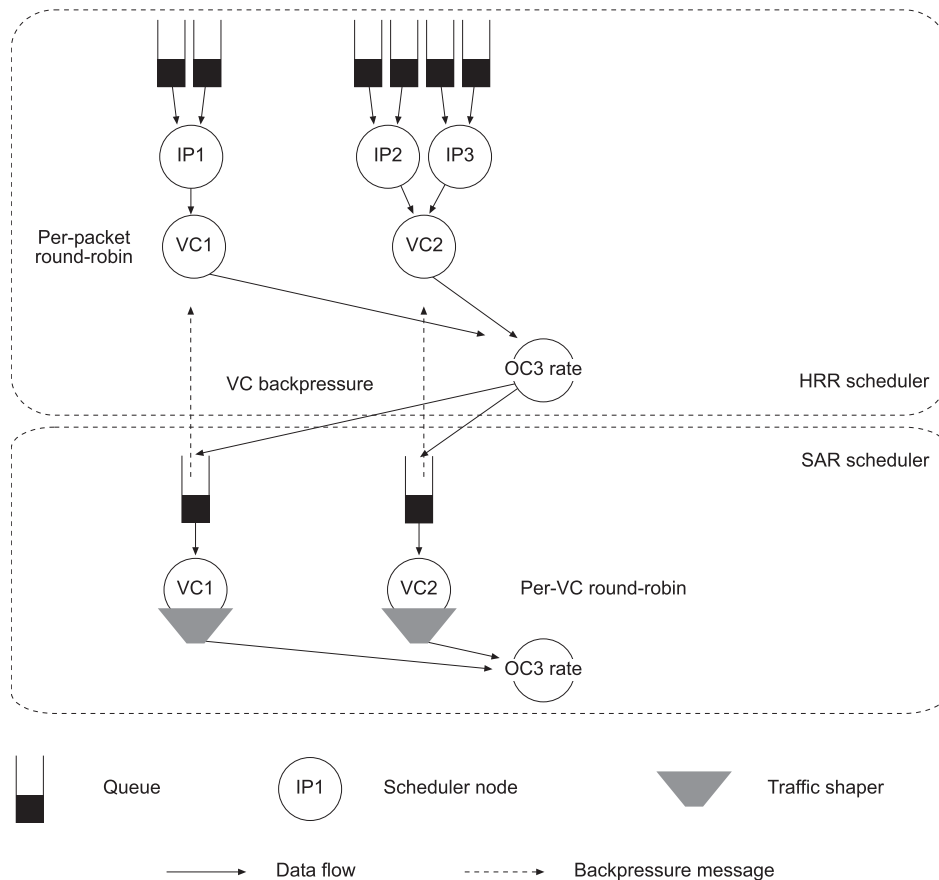 IP1
IP2
IP3
Per-packet
round-robin
VC1
VC2
OC3 rate
VC backpressure
HRR scheduler
SAR scheduler
VC1
VC2
Per-VC round-robin
OC3 rate
Queue
IP1
Scheduler node
Traffic shaper
Data flow
Backpressure message